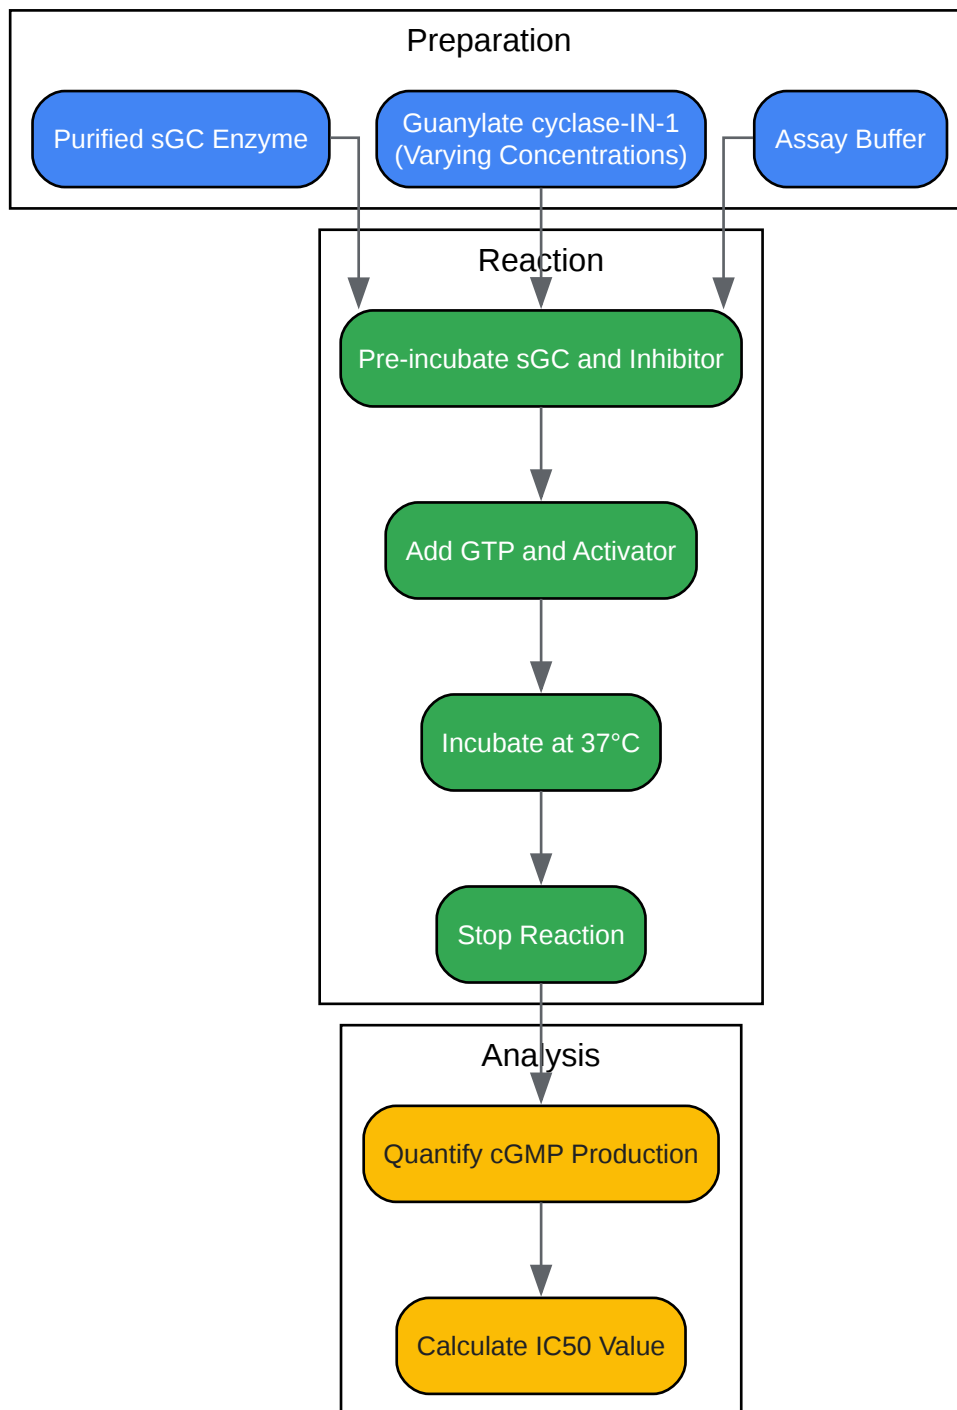 Preparation
Purified sGC Enzyme
Guanylate cyclase-IN-1
(Varying Concentrations)
Assay Buffer
Reaction
Pre-incubate sGC and Inhibitor
Add GTP and Activator
Incubate at 37°C
Stop Reaction
Analysis
Quantify cGMP Production
Calculate IC50 Value